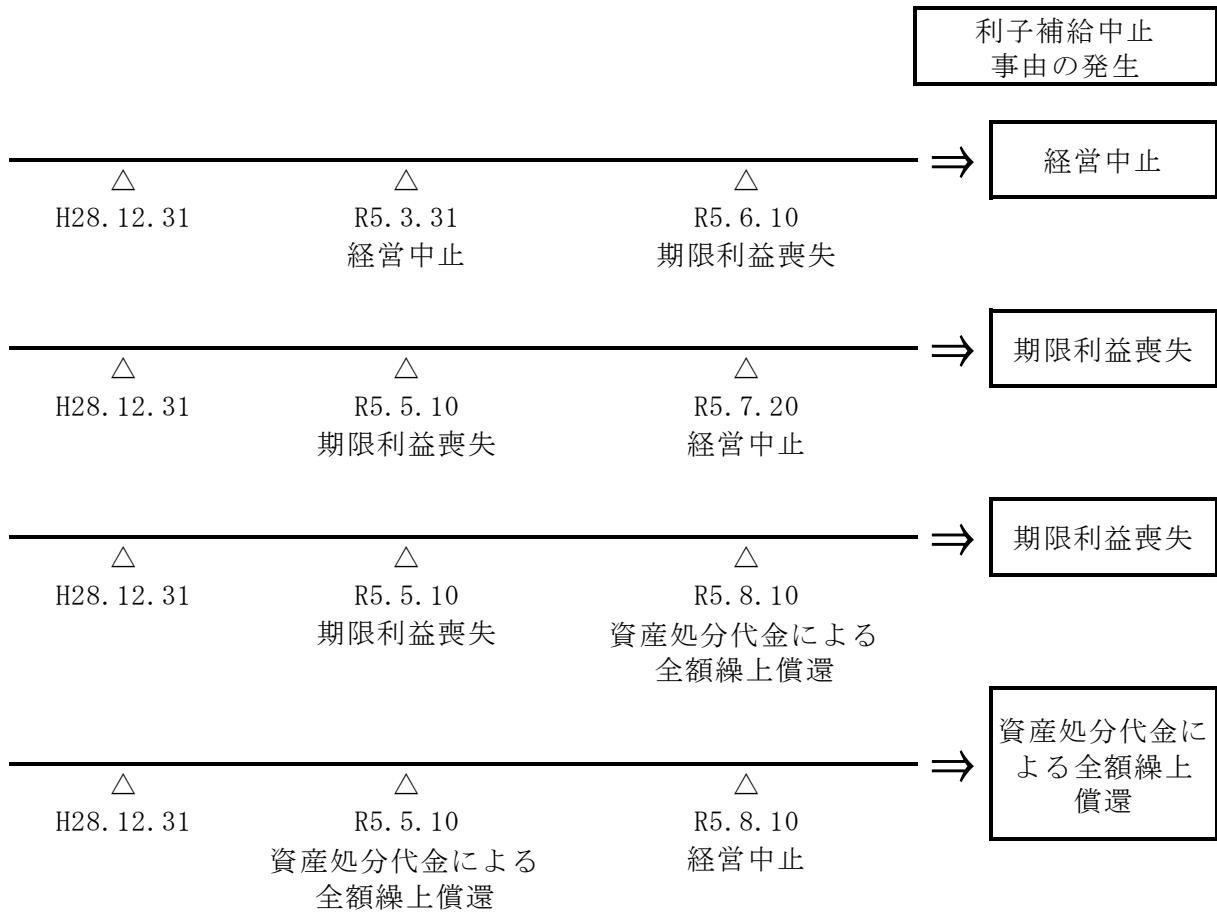 利子補給中止
事由の発生
経営中止
△ △ △
H28.12.31 R5.3.31 R5.6.10
経営中止 期限利益喪失
⇒
期限利益喪失
△ △ △
H28.12.31 R5.5.10 R5.7.20
期限利益喪失 経営中止
⇒
期限利益喪失
△ △ △
H28.12.31 R5.5.10 R5.8.10
期限利益喪失 資産処分代金による
全額繰上償還
⇒
資産処分代金に
よる全額繰上
償還
△ △ △
H28.12.31 R5.5.10 R5.8.10
資産処分代金による 経営中止
全額繰上償還